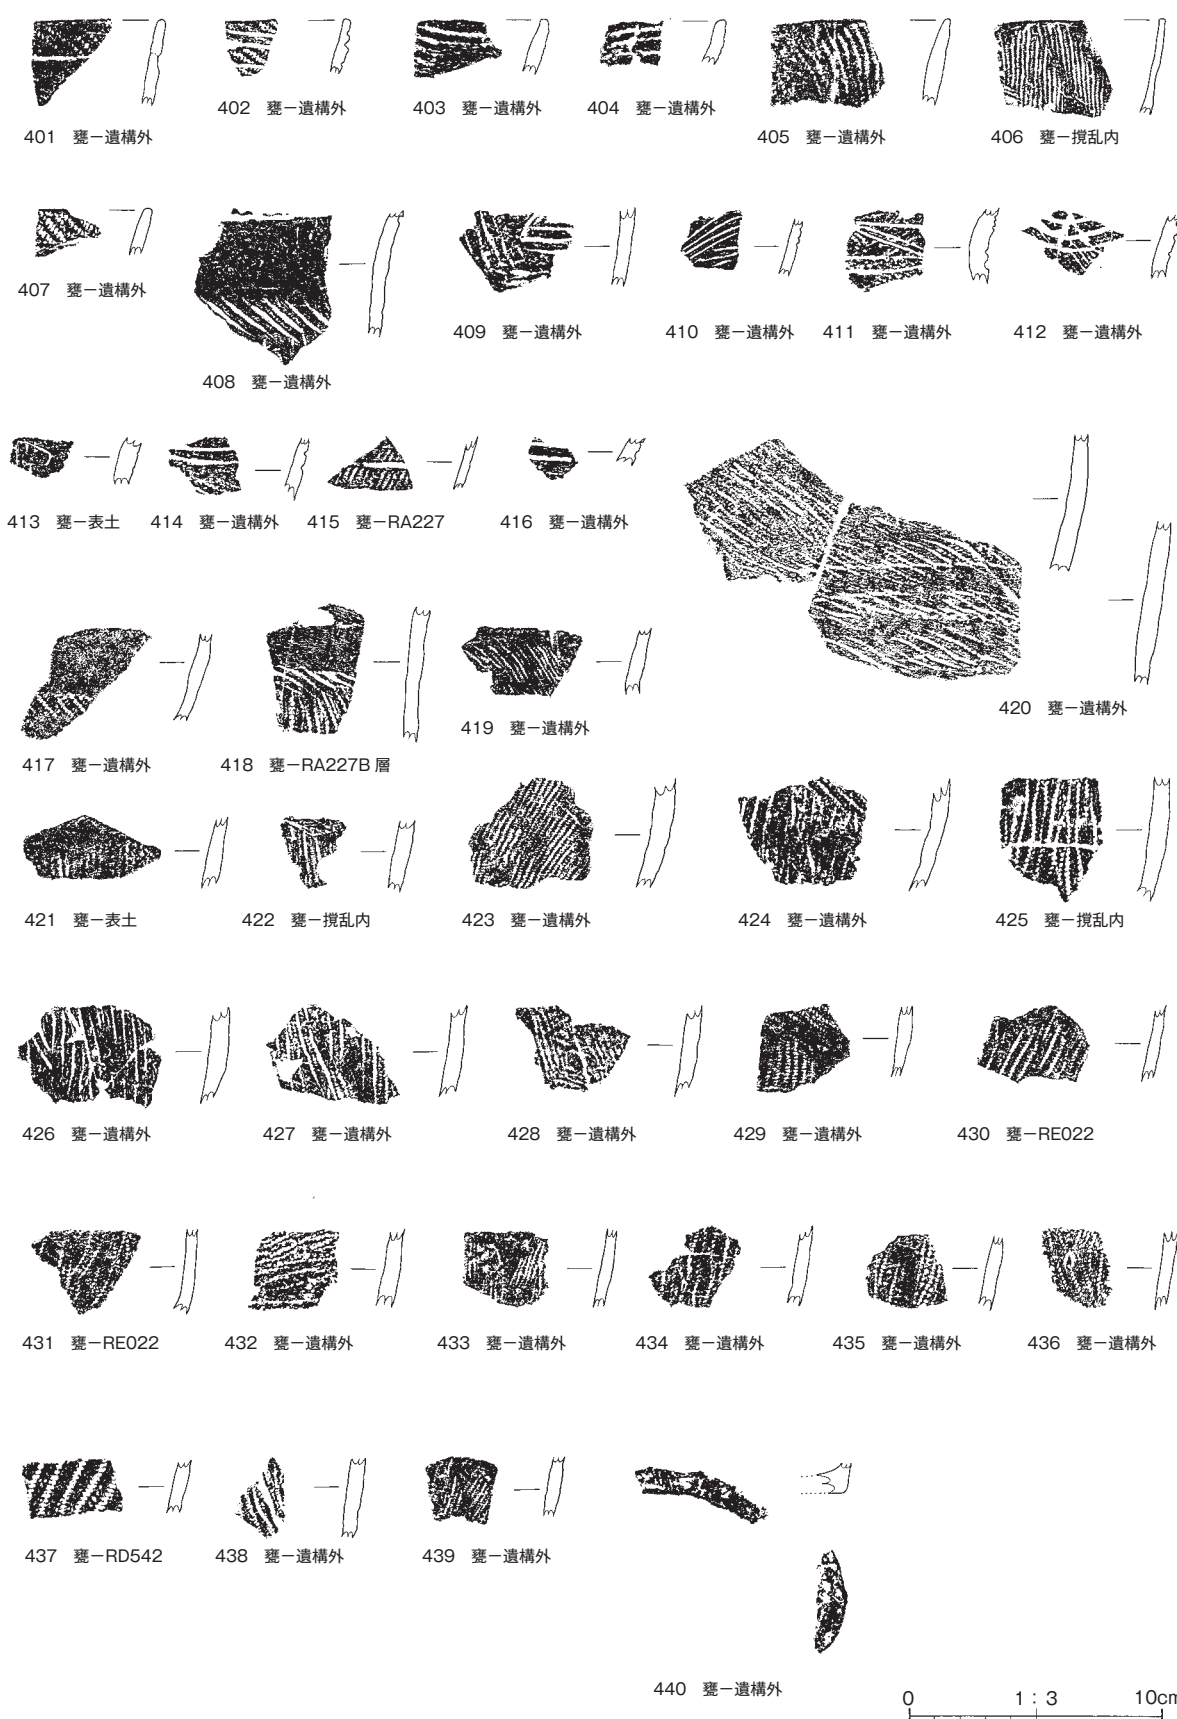 401 甕－遺構外
402 甕－遺構外
403 甕－遺構外
404 甕－遺構外
405 甕－遺構外
406 甕－撹乱内
407 甕－遺構外
408 甕－遺構外
409 甕－遺構外
410 甕－遺構外
411 甕－遺構外
412 甕－遺構外
413 甕－表土
414 甕－遺構外
415 甕－RA227
416 甕－遺構外
417 甕－遺構外
418 甕－RA227B 層
419 甕－遺構外
420 甕－遺構外
421 甕－表土
422 甕－撹乱内
423 甕－遺構外
424 甕－遺構外
425 甕－撹乱内
426 甕－遺構外
427 甕－遺構外
428 甕－遺構外
429 甕－遺構外
430 甕－RE022
431 甕－RE022
432 甕－遺構外
433 甕－遺構外
434 甕－遺構外
435 甕－遺構外
436 甕－遺構外
437 甕－RD542
438 甕－遺構外
439 甕－遺構外
440 甕－遺構外
0 1：3 10cm